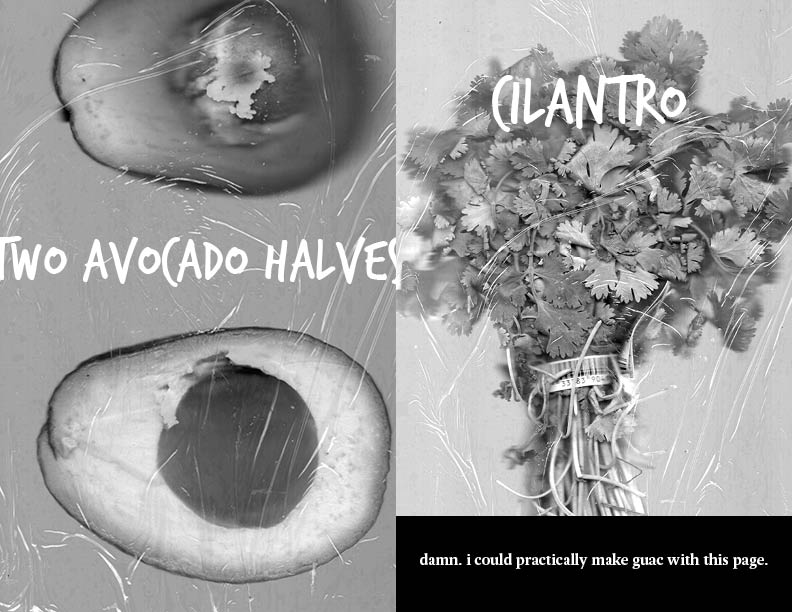 TWO AVOCADO HALVES
CILANTRO
damn. i could practically make guac with this page.